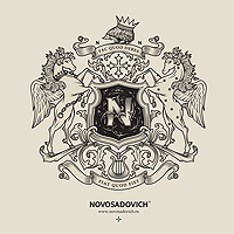 N N
FAC QUOD DEBES
N
FIAT QUOD FIET
NOVOSADOVICH™
www.novosadovich.ru